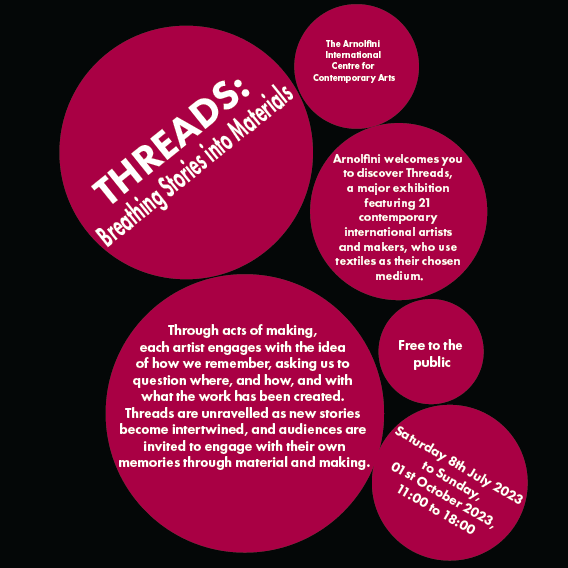 THREADS:
Breathing Stories into Materials
The Arnolfini
International
Centre for
Contemporary Arts
Arnolfini welcomes you
to discover Threads,
a major exhibition
featuring 21
contemporary
international artists
and makers, who use
textiles as their chosen
medium.
Through acts of making,
each artist engages with the idea
of how we remember, asking us to
question where, and how, and with
what the work has been created.
Threads are unravelled as new stories
become intertwined, and audiences are
invited to engage with their own
memories through material and making.
Free to the
public
Saturday 8th July 2023
to Sunday,
01st October 2023,
11:00 to 18:00